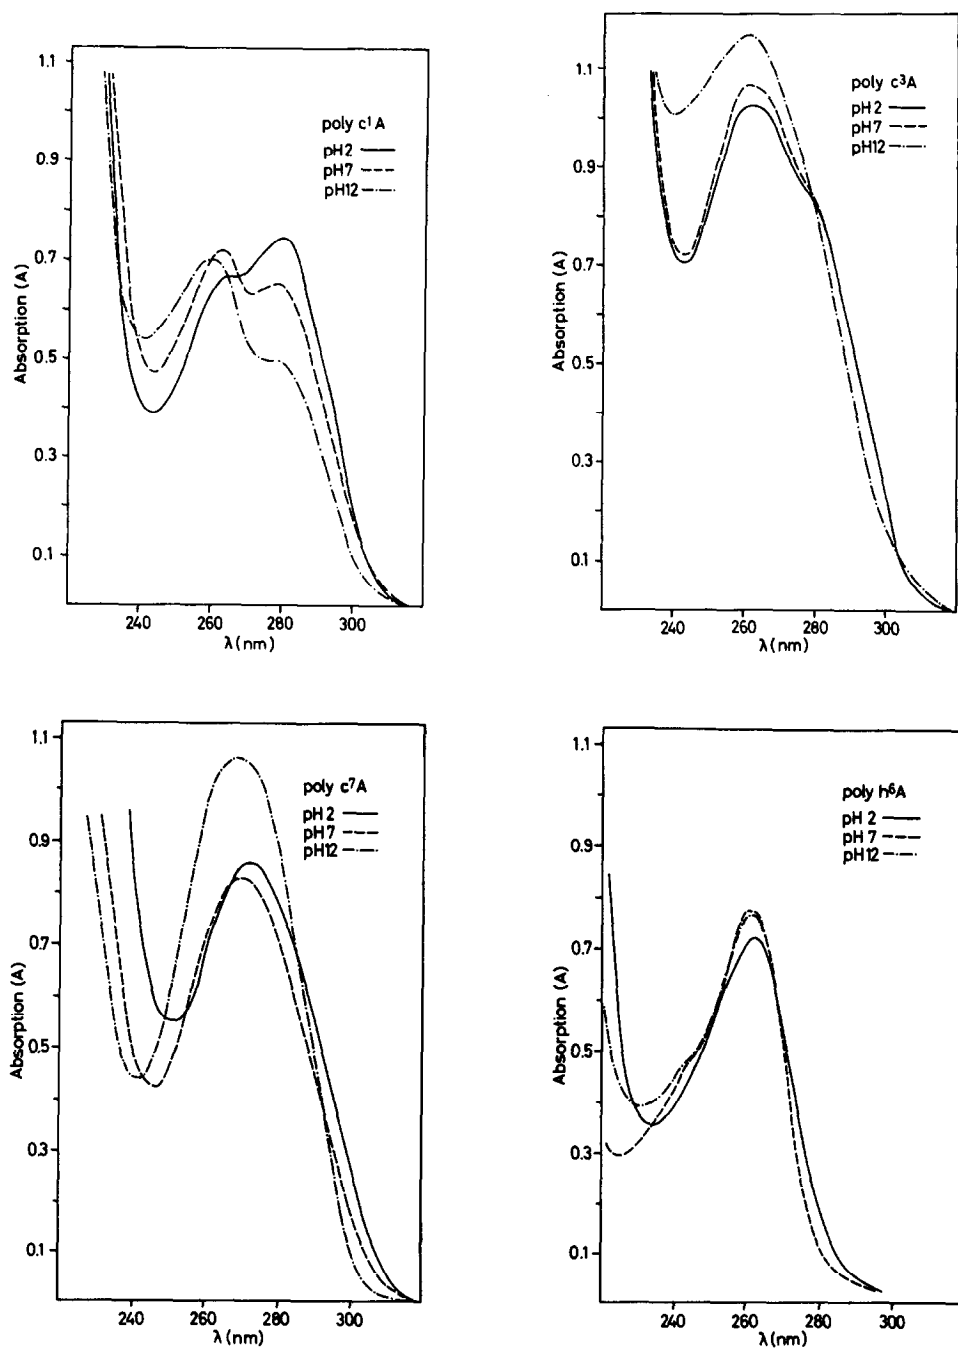 1.1
0.9
0.7
0.5
0.3
0.1
Absorption (A)
poly c¹A
pH2
pH7
pH12
240 260 280 300
λ(nm)
1.1
0.9
0.7
0.5
0.3
0.1
Absorption (A)
poly c³A
pH2
pH7
pH12
240 260 280 300
λ(nm)
1.1
0.9
0.7
0.5
0.3
0.1
Absorption (A)
poly c⁷A
pH2
pH7
pH12
240 260 280 300
λ(nm)
1.1
0.9
0.7
0.5
0.3
0.1
Absorption (A)
poly h⁶A
pH2
pH7
pH12
240 260 280 300
λ(nm)